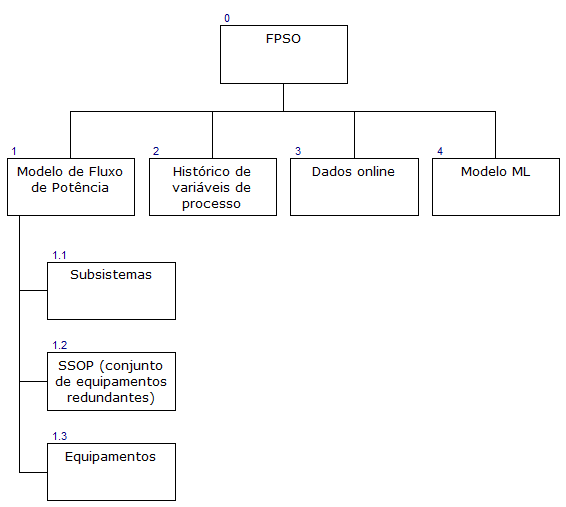 0
FPSO
1
Modelo de Fluxo
de Potência
2
Histórico de
variáveis de
processo
3
Dados online
4
Modelo ML
1.1
Subsistemas
1.2
SSOP (conjunto
de equipamentos
redundantes)
1.3
Equipamentos